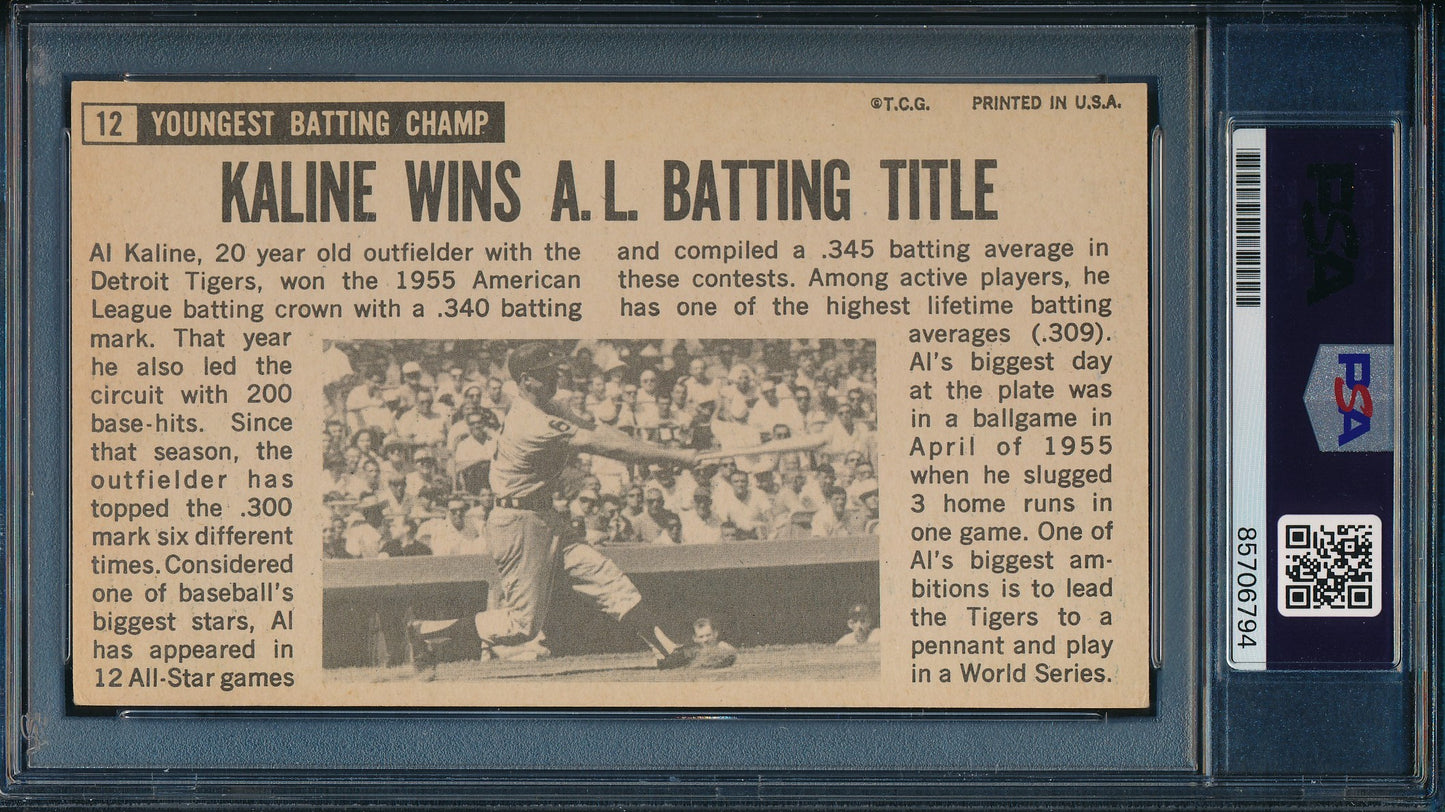 12 YOUNGEST BATTING CHAMP
©T.C.G. PRINTED IN U.S.A.
KALINE WINS A.L. BATTING TITLE
Al Kaline, 20 year old outfielder with the
Detroit Tigers, won the 1955 American
League batting crown with a .340 batting
mark. That year
he also led the
circuit with 200
base-hits. Since
that season, the
outfielder has
topped the .300
mark six different
times. Considered
one of baseball's
biggest stars, Al
has appeared in
12 All-Star games
and compiled a .345 batting average in
these contests. Among active players, he
has one of the highest lifetime batting
averages (.309).
Al's biggest day
at the plate was
in a ballgame in
April of 1955
when he slugged
3 home runs in
one game. One of
Al's biggest am-
bitions is to lead
the Tigers to a
pennant and play
in a World Series.
6
PSA
PSA
85706794
PSA